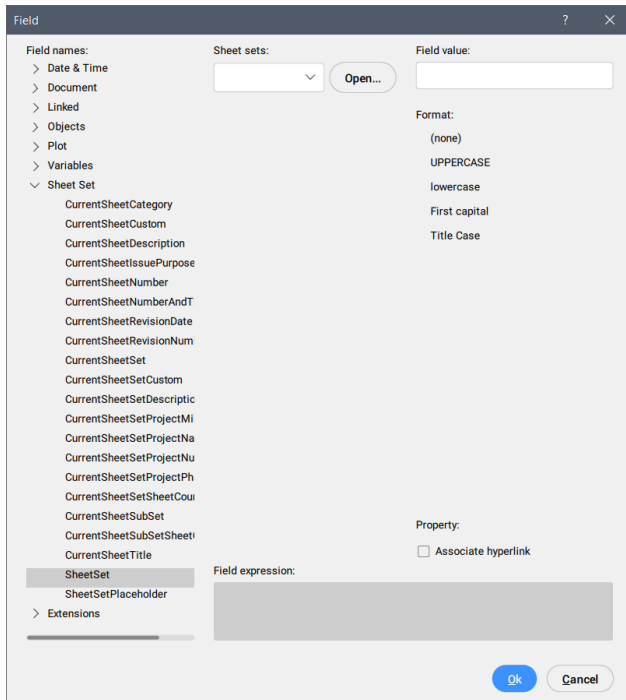 Field
Field names:
Date & Time
Document
Linked
Objects
Plot
Variables
Sheet Set
CurrentSheetCategory
CurrentSheetCustom
CurrentSheetDescription
CurrentSheetIssuePurpose
CurrentSheetNumber
CurrentSheetNumberAndT
CurrentSheetRevisionDate
CurrentSheetRevisionNum
CurrentSheetSet
CurrentSheetSetCustom
CurrentSheetSetDescriptic
CurrentSheetSetProjectMi
CurrentSheetSetProjectNa
CurrentSheetSetProjectNu
CurrentSheetSetProjectPh
CurrentSheetSetSheetCou
CurrentSheetSubSet
CurrentSheetSubSetSheet
CurrentSheetTitle
SheetSet
SheetSetPlaceholder
Extensions
Sheet sets:
Open...
Field value:
Format:
(none)
UPPERCASE
lowercase
First capital
Title Case
Property:
Associate hyperlink
Field expression:
Ok
Cancel